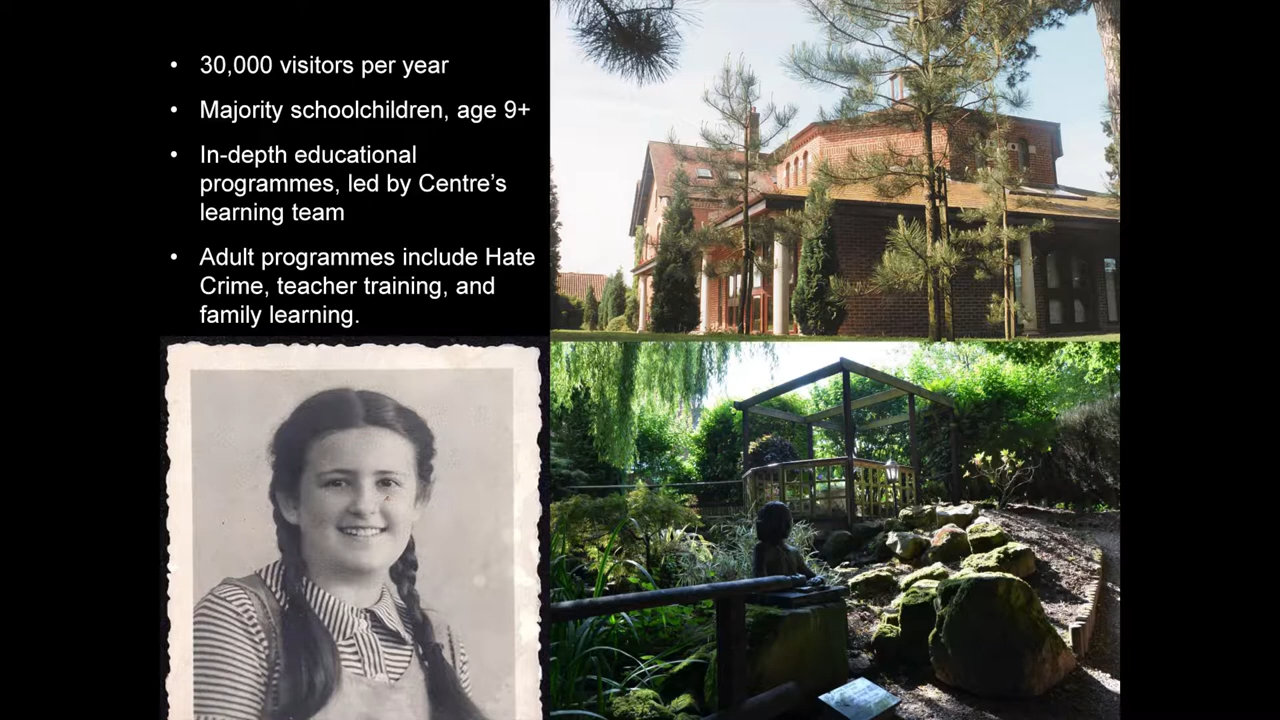 • 30,000 visitors per year
• Majority schoolchildren, age 9+
• In-depth educational
programmes, led by Centre’s
learning team
• Adult programmes include Hate
Crime, teacher training, and
family learning.